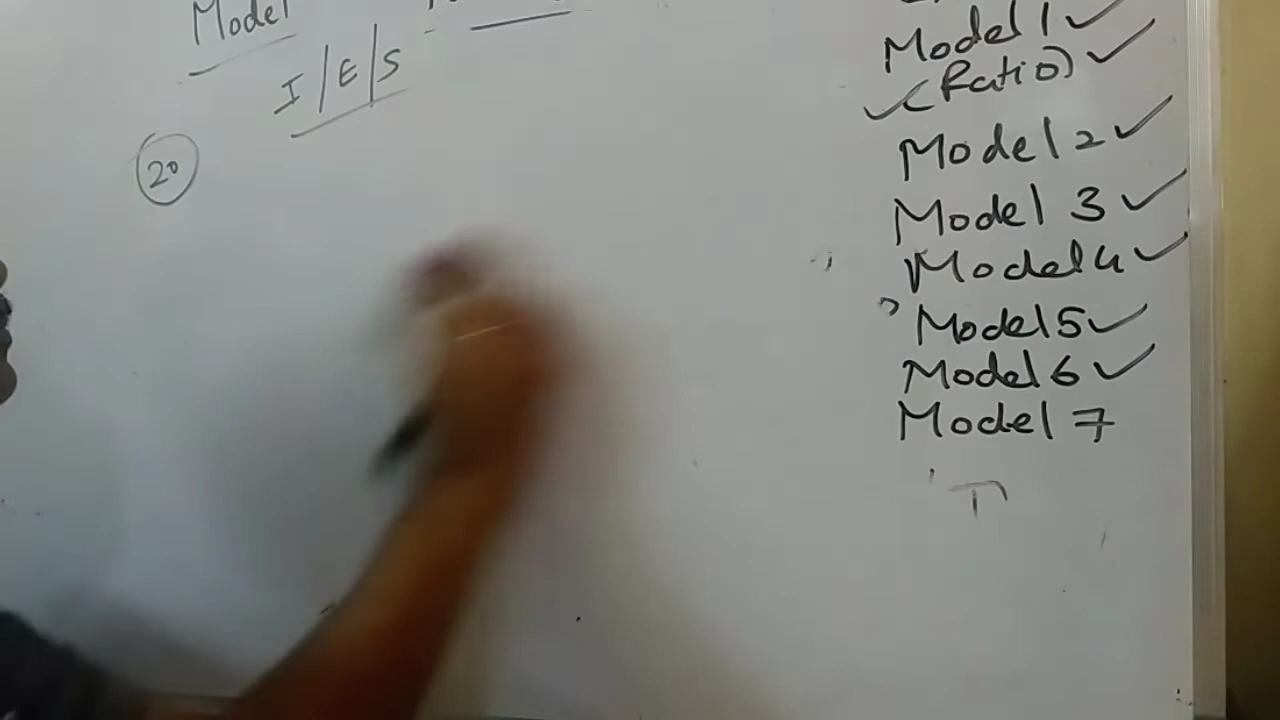 Model
I/E/S
20
Model 1 ✓
(Ratio) ✓
Model 2 ✓
Model 3 ✓
Model 4 ✓
Model 5 ✓
Model 6 ✓
Model 7